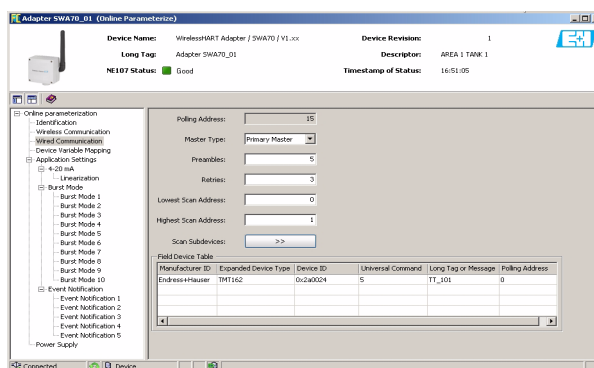 Adapter SWA70_01 (Online Parameterize)
Device Name: WirelessHART Adapter / SWA70 / V1.xx Device Revision: 1
Long Tag: Adapter SWA70_01 Descriptor: AREA 1 TANK 1
NE107 Status: Good Timestamp of Status: 16:51:05
E+H
Online parameterization
Identification
Wireless Communication
Wired Communication
Device Variable Mapping
Application Settings
4-20 mA
Linearization
Burst Mode
Burst Mode 1
Burst Mode 2
Burst Mode 3
Burst Mode 4
Burst Mode 5
Burst Mode 6
Burst Mode 7
Burst Mode 8
Burst Mode 9
Burst Mode 10
Event Notification
Event Notification 1
Event Notification 2
Event Notification 3
Event Notification 4
Event Notification 5
Power Supply
Polling Address: 15
Master Type: Primary Master
Preambles: 5
Retries: 3
Lowest Scan Address: 0
Highest Scan Address: 1
Scan Subdevices: >>
Field Device Table
Manufacturer ID Expanded Device Type Device ID Universal Command Long Tag or Message Polling Address
Endress+Hauser TMT162 0x2a0024 5 TT_101 0
Connected Device